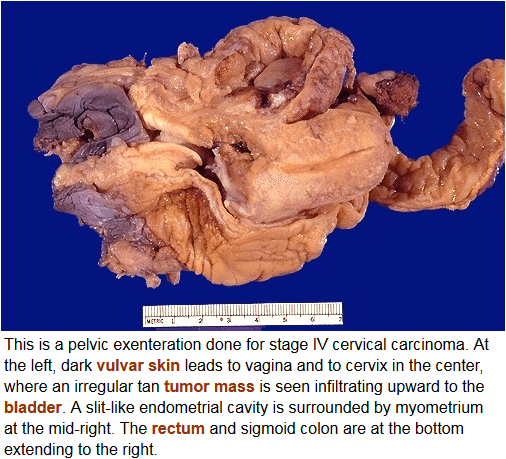 METRIC 1 2 3 4 5 6 7
This is a pelvic exenteration done for stage IV cervical carcinoma. At
the left, dark vulvar skin leads to vagina and to cervix in the center,
where an irregular tan tumor mass is seen infiltrating upward to the
bladder. A slit-like endometrial cavity is surrounded by myometrium
at the mid-right. The rectum and sigmoid colon are at the bottom
extending to the right.